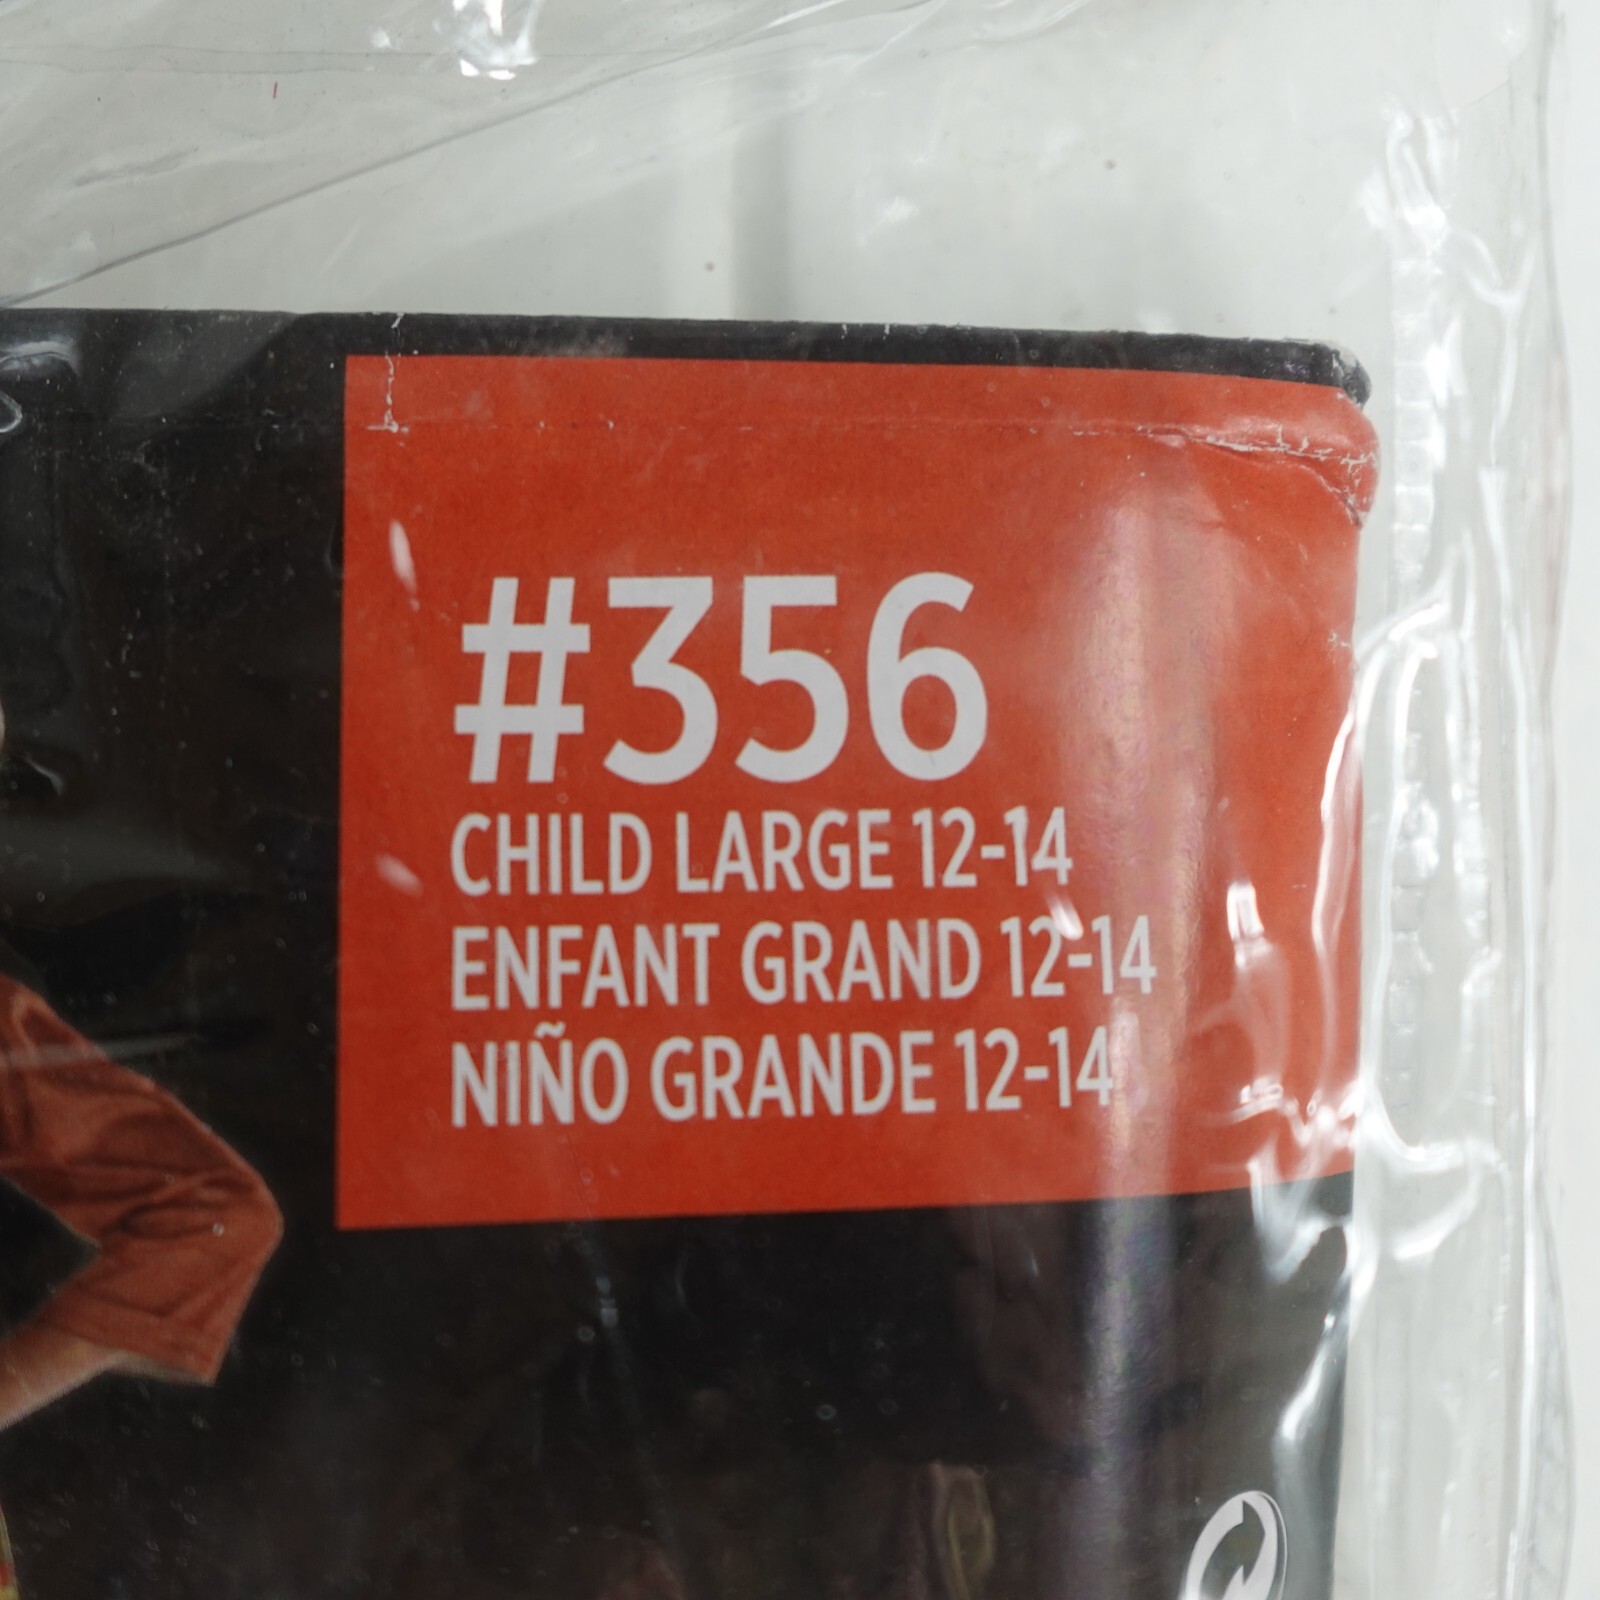 #356
CHILD LARGE 12-14
ENFANT GRAND 12-14
NIÑO GRANDE 12-14